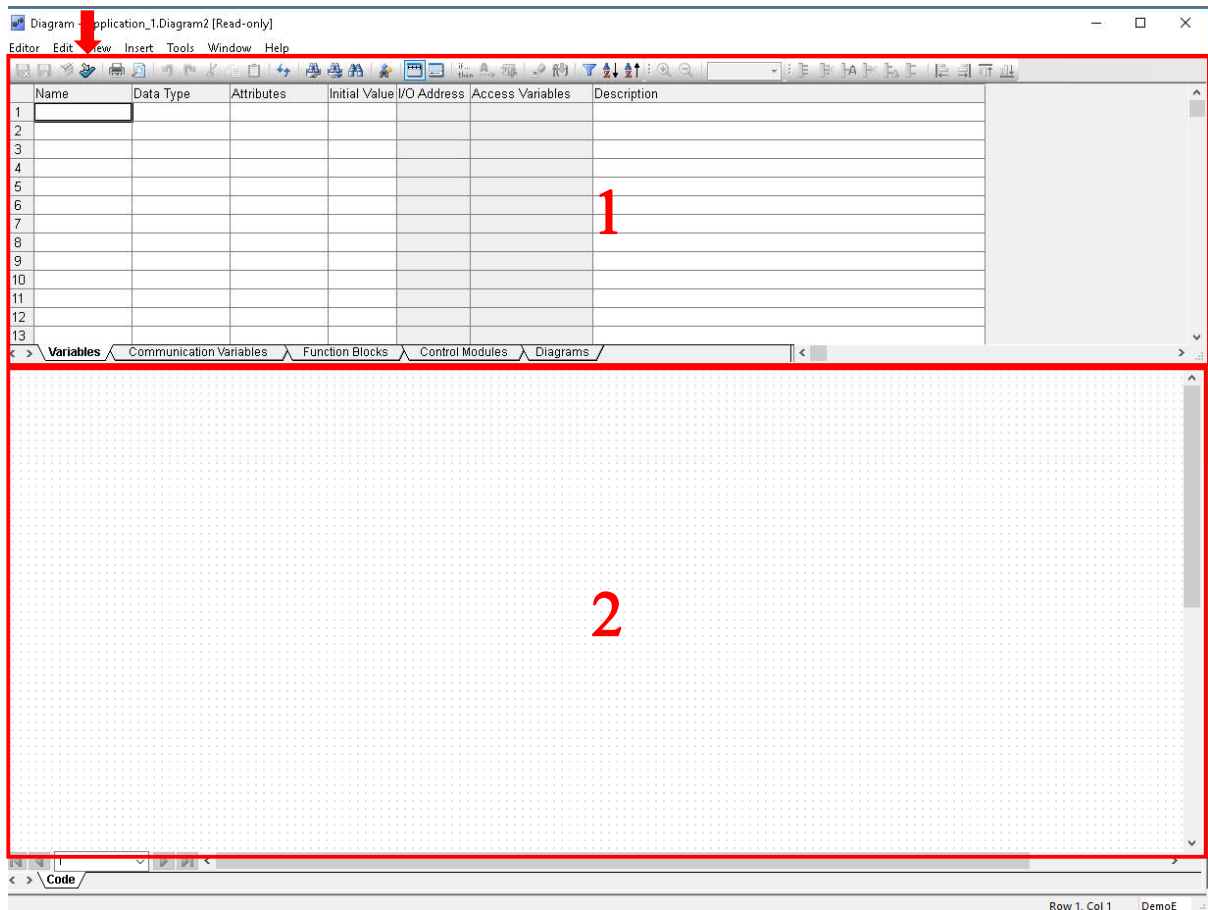 Diagram - Application_1.Diagram2 [Read-only]
Editor Edit View Insert Tools Window Help
if...
then
Name Data Type Attributes Initial Value I/O Address Access Variables Description
1
2
3
4
5
6
7
8
9
10
11
12
13
1
Variables Communication Variables Function Blocks Control Modules Diagrams
2
Code
Row 1, Col 1 DemoE